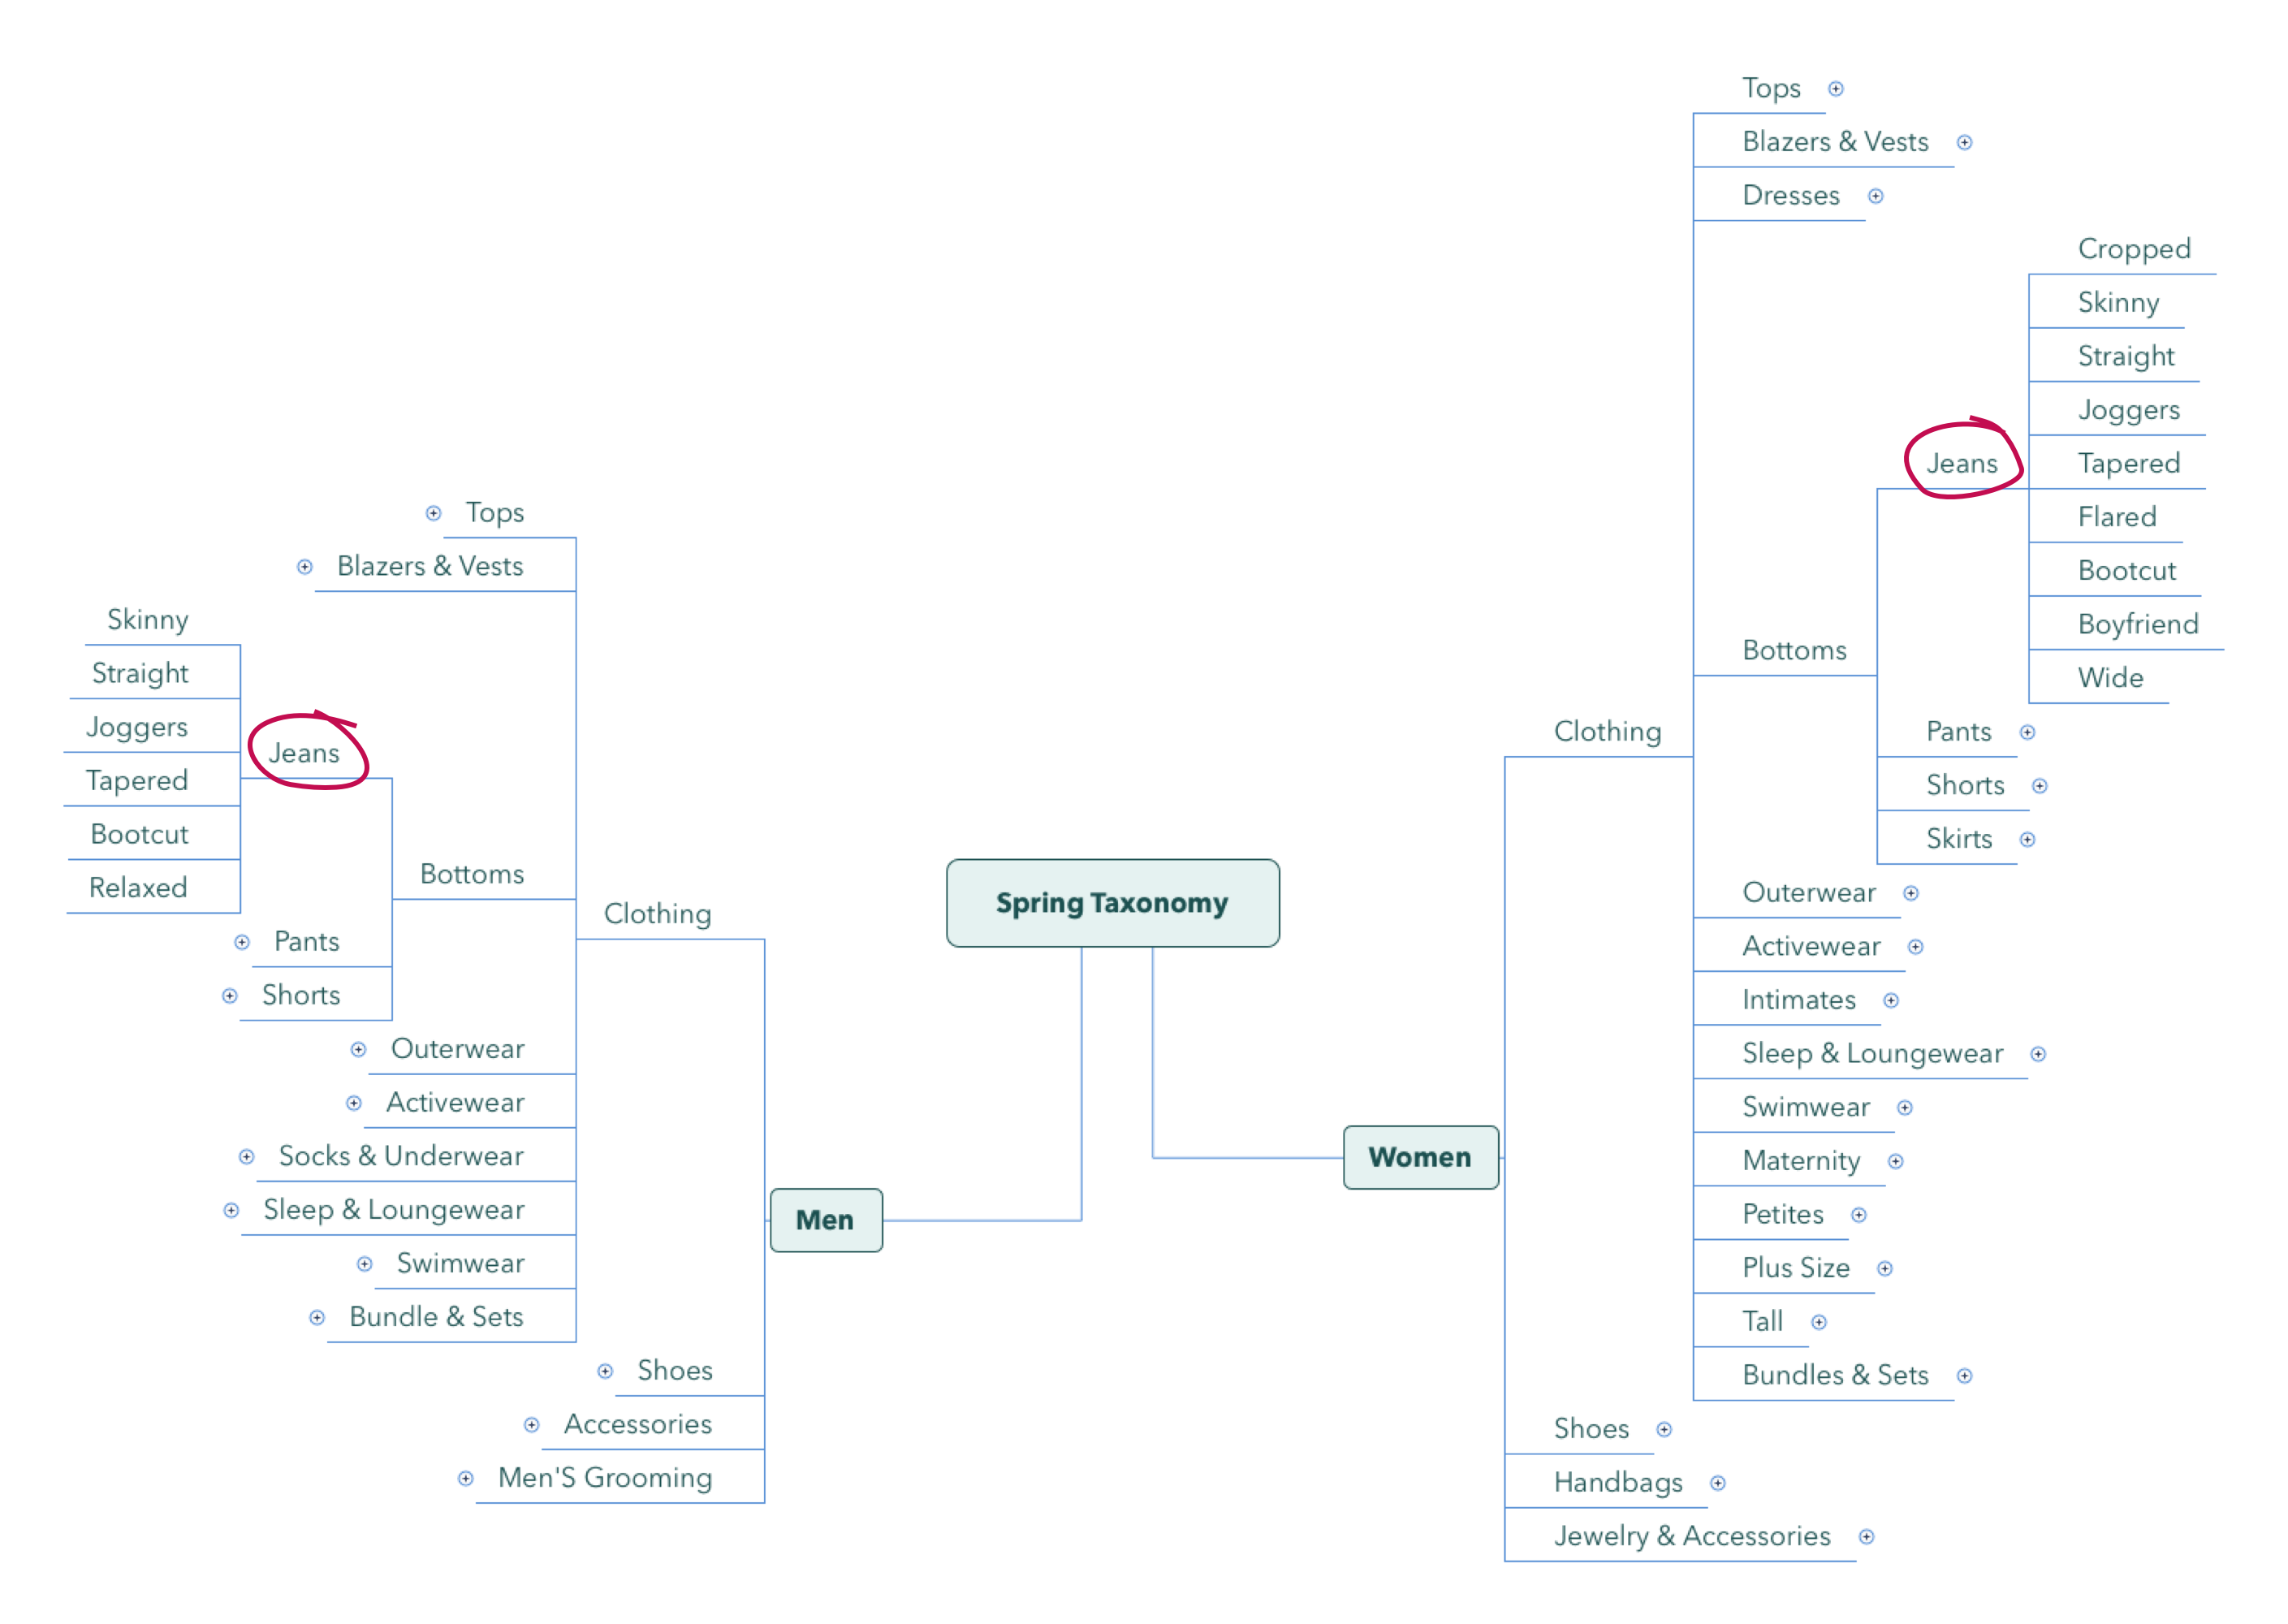 Spring Taxonomy
Men
Clothing
Tops
Blazers & Vests
Bottoms
Jeans
Skinny
Straight
Joggers
Tapered
Bootcut
Relaxed
Pants
Shorts
Outerwear
Activewear
Socks & Underwear
Sleep & Loungewear
Swimwear
Bundle & Sets
Shoes
Accessories
Men'S Grooming
Women
Clothing
Tops
Blazers & Vests
Dresses
Bottoms
Jeans
Cropped
Skinny
Straight
Joggers
Tapered
Flared
Bootcut
Boyfriend
Wide
Pants
Shorts
Skirts
Outerwear
Activewear
Intimates
Sleep & Loungewear
Swimwear
Maternity
Petites
Plus Size
Tall
Bundles & Sets
Shoes
Handbags
Jewelry & Accessories